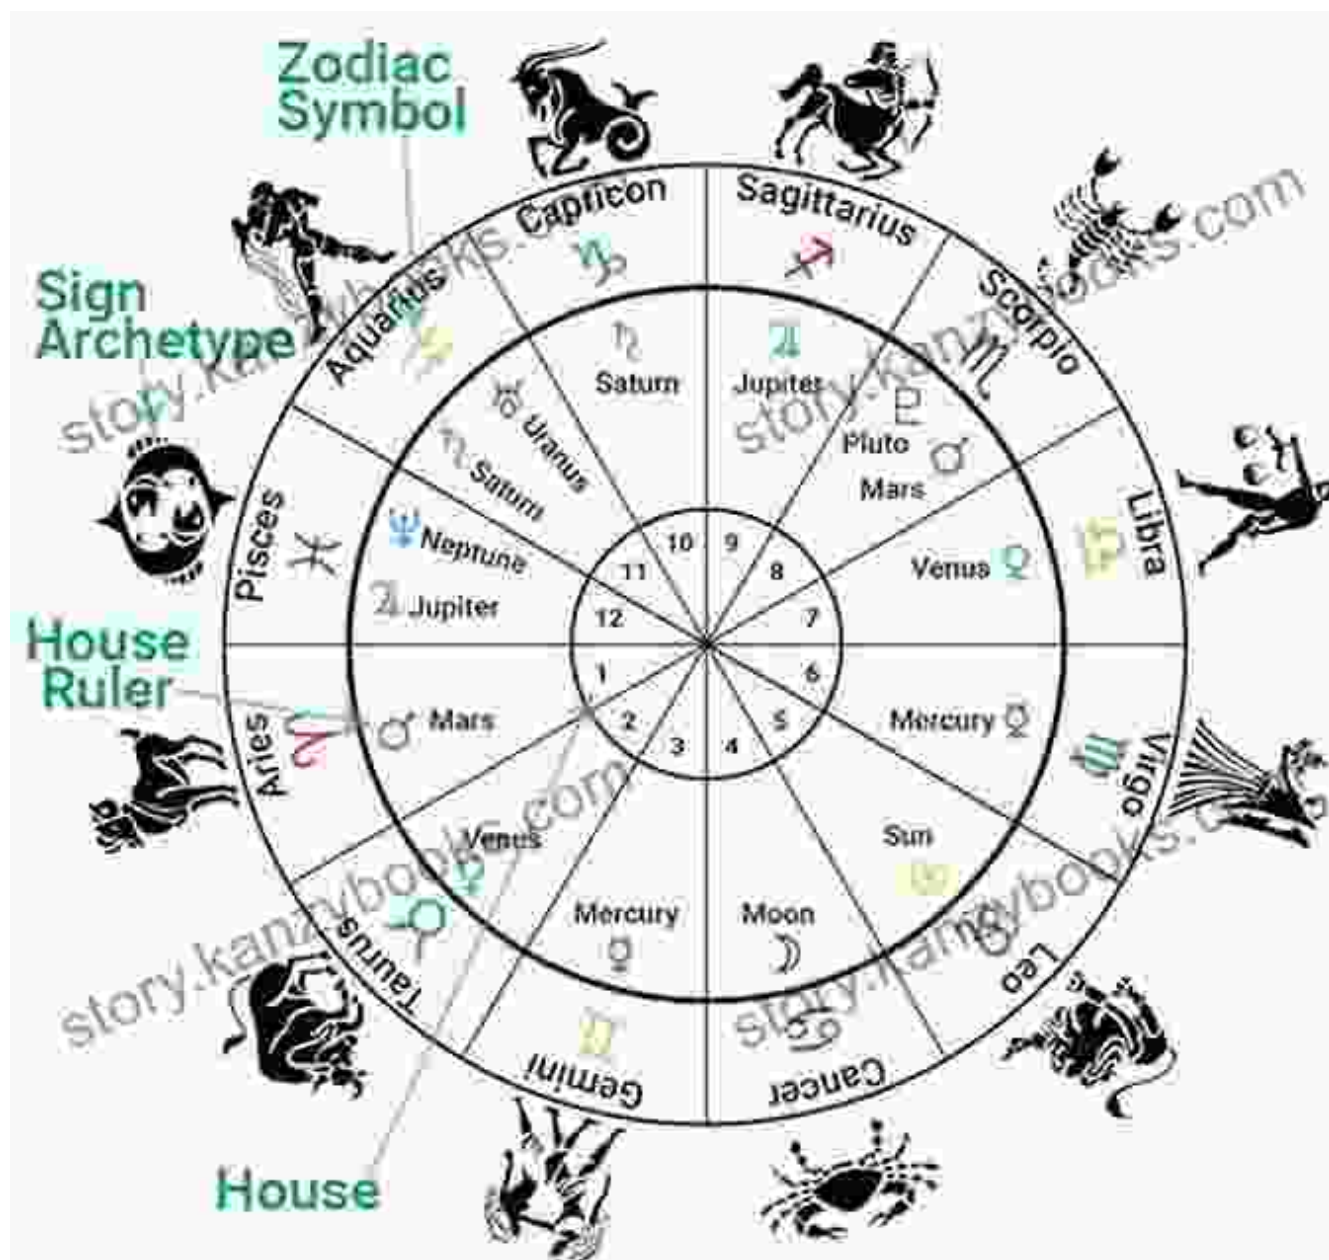 Zodiac
Symbol
Sign
Archetype
House
Ruler
House
Capricon
Sagittarius
Scorpio
Libra
Virgo
Leo
Cancer
Gemini
Taurus
Aries
Pisces
Aquarius
Saturn
Jupiter
Pluto
Mars
Venus
Mercury
Sun
Moon
Mercury
Venus
Mars
Jupiter
Neptune
Saturn
Uranus
10
9
8
7
6
5
4
3
2
1
12
11
story.kanzybooks.com
story.kanzybooks.com
story.kanzybooks.com
story.kanzybooks.com